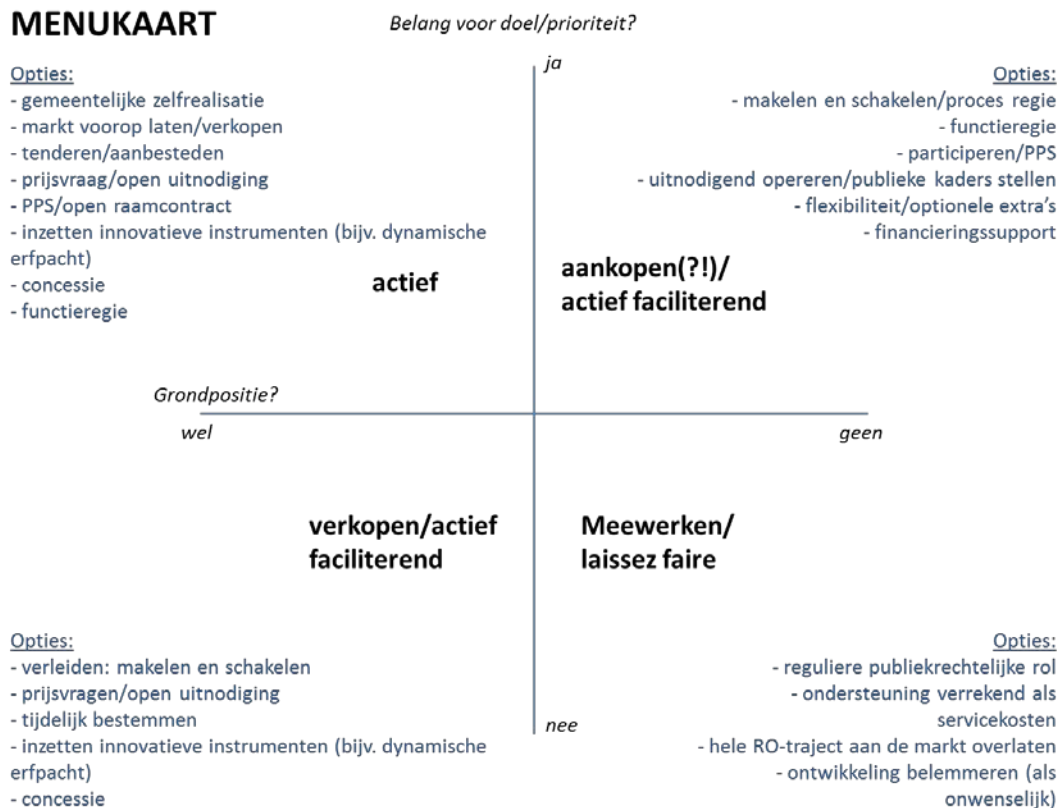 MENUKAART
Belang voor doel/prioriteit?
ja
Opties:
- gemeentelijke zelfrealisatie
- markt voorop laten/verkopen
- tenderen/aanbesteden
- prijsvraag/open uitnodiging
- PPS/open raamcontract
- inzetten innovatieve instrumenten (bijv. dynamische
erfpacht)
- concessie
- functieregie
actief
Opties:
- makelen en schakelen/proces regie
- functieregie
- participeren/PPS
- uitnodigend opereren/publieke kaders stellen
- flexibiliteit/optionele extra's
- financieringssupport
aankopen(?!)/
actief faciliterend
Grondpositie?
wel
geen
verkopen/actief
faciliterend
Meewerken/
laissez faire
Opties:
- verleiden: makelen en schakelen
- prijsvragen/open uitnodiging
- tijdelijk bestemmen
- inzetten innovatieve instrumenten (bijv. dynamische
erfpacht)
- concessie
nee
Opties:
- reguliere publiekrechtelijke rol
- ondersteuning verrekend als
servicekosten
- hele RO-traject aan de markt overlaten
- ontwikkeling belemmeren (als
onwenselijk)